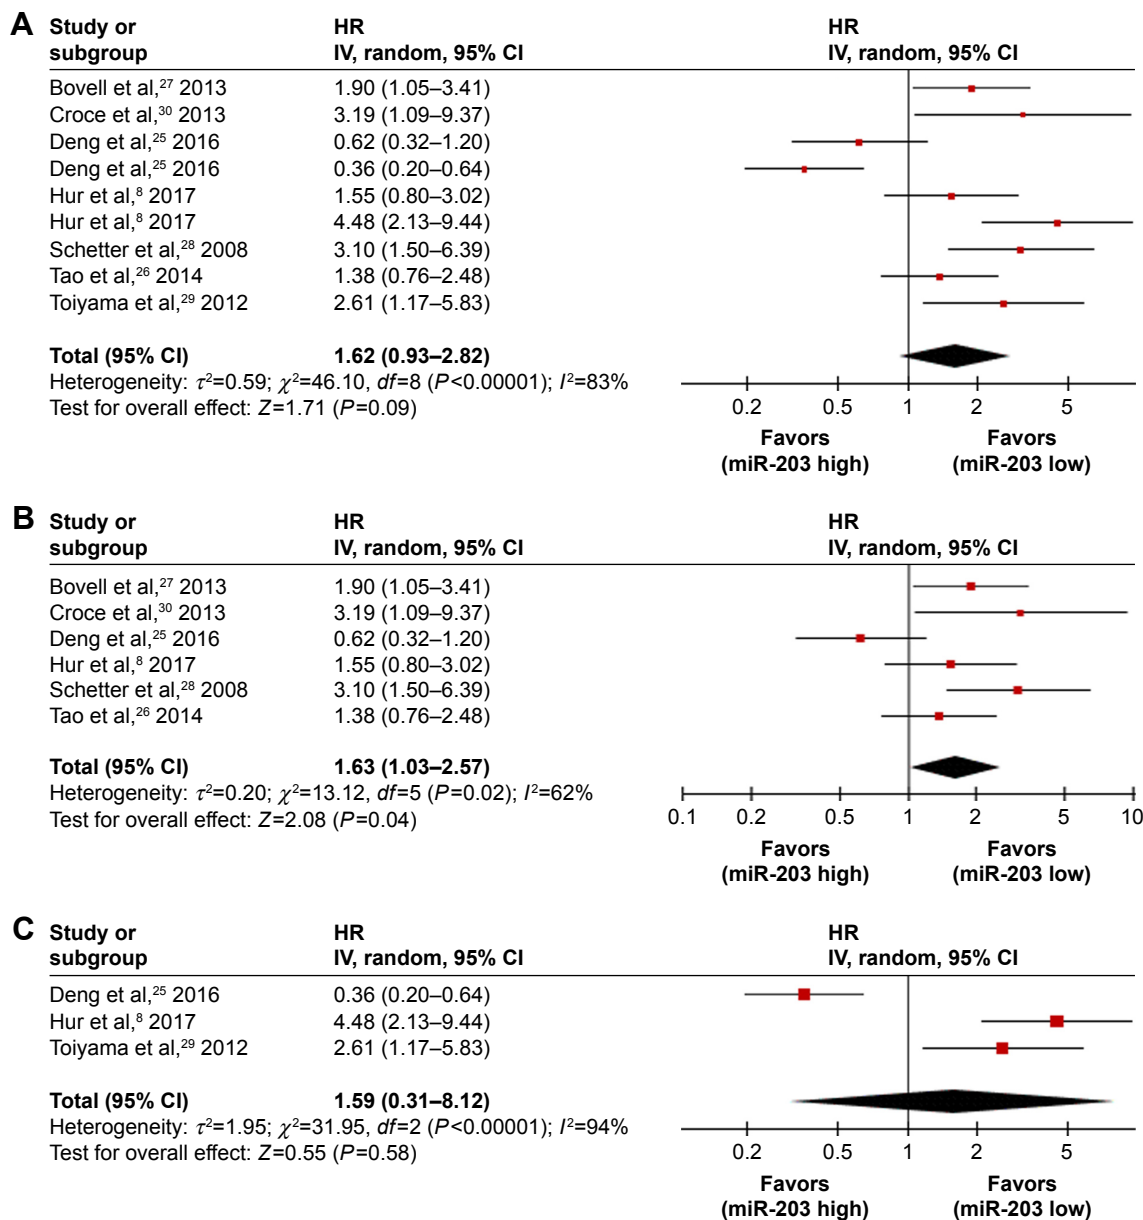 A Study or HR HR
subgroup IV, random, 95% CI IV, random, 95% CI
Bovell et al,27 2013 1.90 (1.05–3.41)
Croce et al,30 2013 3.19 (1.09–9.37)
Deng et al,25 2016 0.62 (0.32–1.20)
Deng et al,25 2016 0.36 (0.20–0.64)
Hur et al,8 2017 1.55 (0.80–3.02)
Hur et al,8 2017 4.48 (2.13–9.44)
Schetter et al,28 2008 3.10 (1.50–6.39)
Tao et al,26 2014 1.38 (0.76–2.48)
Toiyama et al,29 2012 2.61 (1.17–5.83)
Total (95% CI) 1.62 (0.93–2.82)
Heterogeneity: τ²=0.59; χ²=46.10, df=8 (P<0.00001); I²=83%
Test for overall effect: Z=1.71 (P=0.09)
0.2 0.5 1 2 5
Favors Favors
(miR-203 high) (miR-203 low)
B Study or HR HR
subgroup IV, random, 95% CI IV, random, 95% CI
Bovell et al,27 2013 1.90 (1.05–3.41)
Croce et al,30 2013 3.19 (1.09–9.37)
Deng et al,25 2016 0.62 (0.32–1.20)
Hur et al,8 2017 1.55 (0.80–3.02)
Schetter et al,28 2008 3.10 (1.50–6.39)
Tao et al,26 2014 1.38 (0.76–2.48)
Total (95% CI) 1.63 (1.03–2.57)
Heterogeneity: τ²=0.20; χ²=13.12, df=5 (P=0.02); I²=62%
Test for overall effect: Z=2.08 (P=0.04)
0.1 0.2 0.5 1 2 5 10
Favors Favors
(miR-203 high) (miR-203 low)
C Study or HR HR
subgroup IV, random, 95% CI IV, random, 95% CI
Deng et al,25 2016 0.36 (0.20–0.64)
Hur et al,8 2017 4.48 (2.13–9.44)
Toiyama et al,29 2012 2.61 (1.17–5.83)
Total (95% CI) 1.59 (0.31–8.12)
Heterogeneity: τ²=1.95; χ²=31.95, df=2 (P<0.00001); I²=94%
Test for overall effect: Z=0.55 (P=0.58)
0.2 0.5 1 2 5
Favors Favors
(miR-203 high) (miR-203 low)